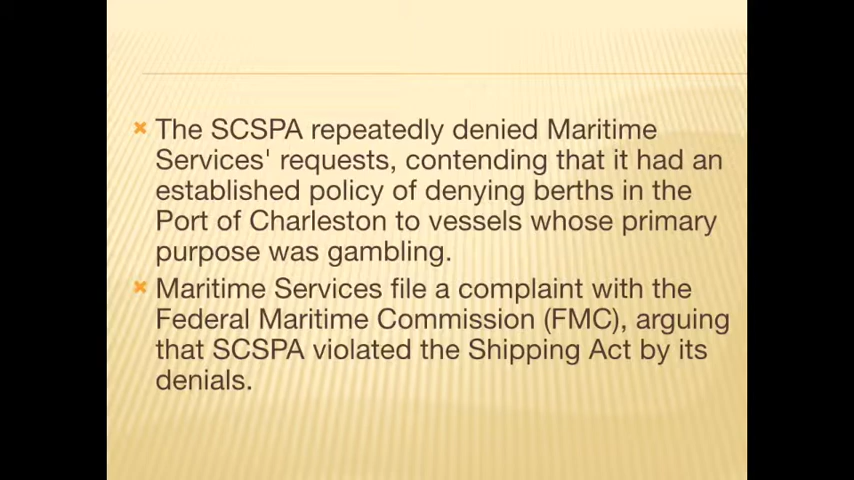 The SCSPA repeatedly denied Maritime
Services' requests, contending that it had an
established policy of denying berths in the
Port of Charleston to vessels whose primary
purpose was gambling.
Maritime Services file a complaint with the
Federal Maritime Commission (FMC), arguing
that SCSPA violated the Shipping Act by its
denials.